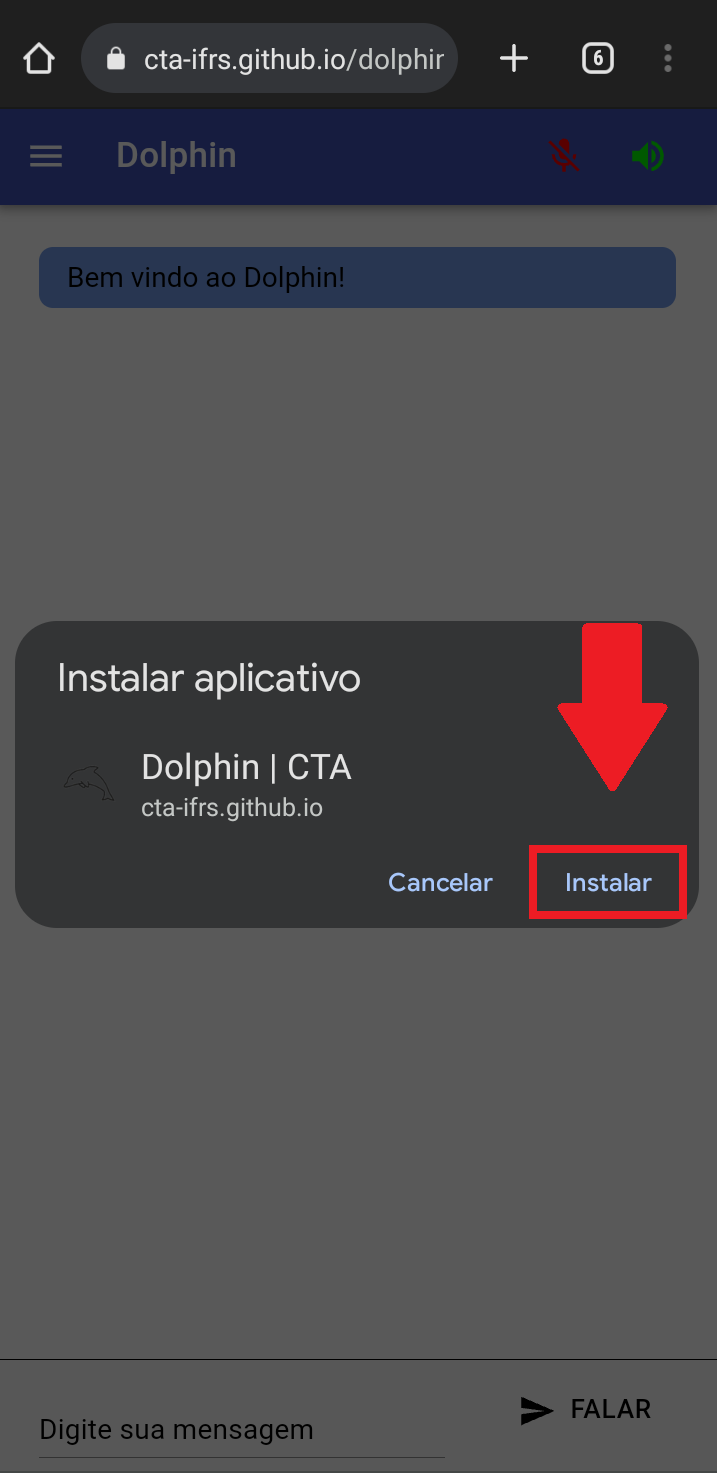 cta-ifrs.github.io/dolphir
6
Dolphin
Bem vindo ao Dolphin!
Instalar aplicativo
Dolphin | CTA
cta-ifrs.github.io
Cancelar
Instalar
Digite sua mensagem
FALAR